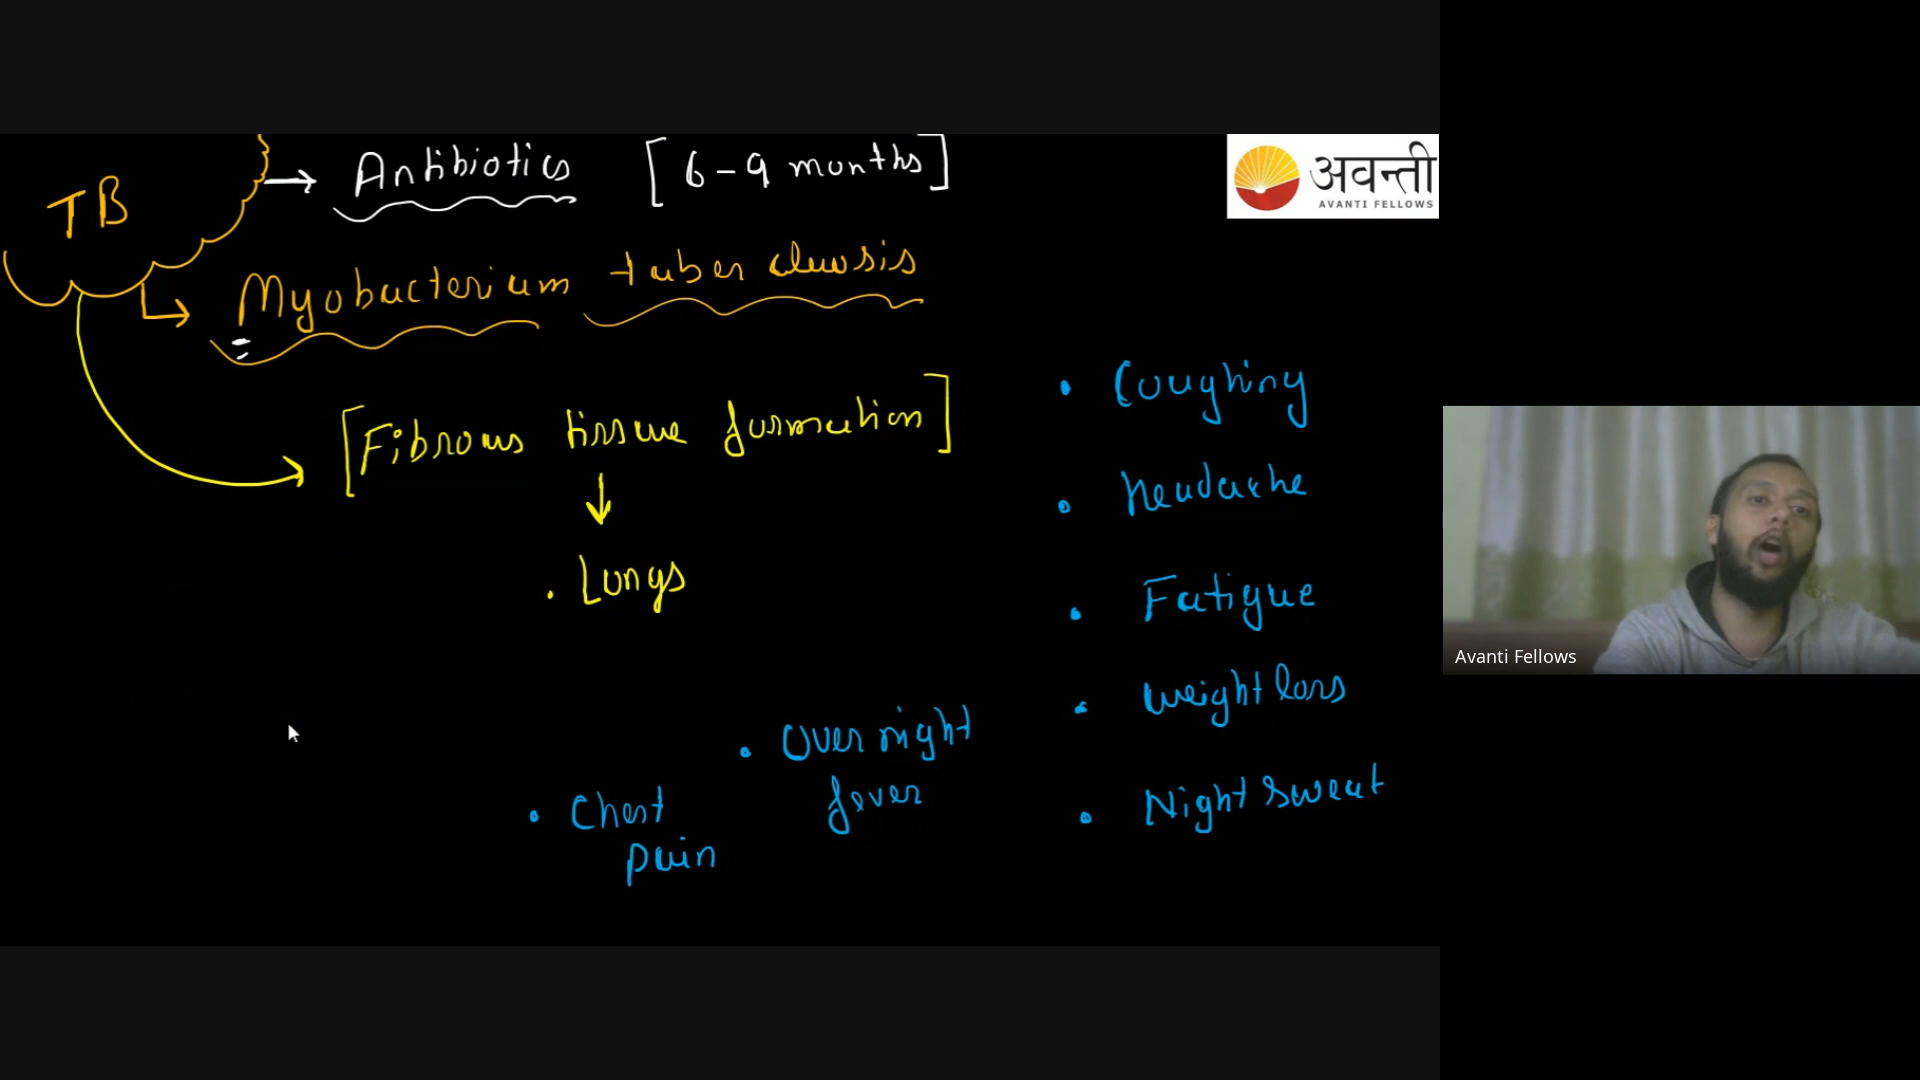 TB
Antibiotics [6-9 months]
Myobacterium tuberclusis
[Fibrous tissue formation]
. Lungs
• Coughing
• Headache
• Fatigue
• Weight loss
• Night sweat
• Over night
fever
• Chest
pain
अवन्ती
AVANTI FELLOWS
Avanti Fellows